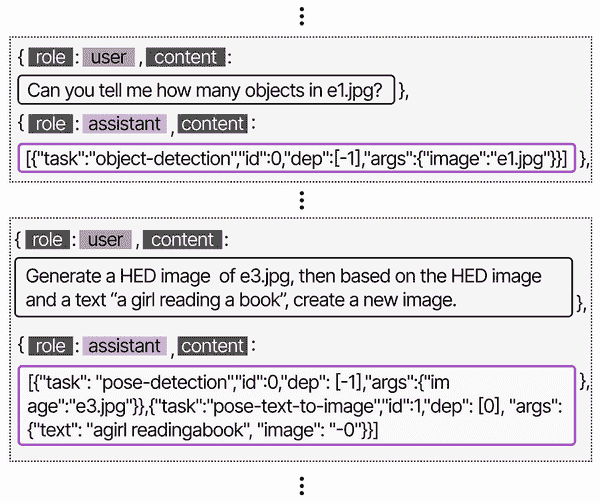 { role : user , content :
Can you tell me how many objects in e1.jpg? },
{ role : assistant , content :
[{"task":"object-detection","id":0,"dep":[-1],"args":{"image":"e1.jpg"}}] },
{ role : user , content :
Generate a HED image of e3.jpg, then based on the HED image
and a text “a girl reading a book”, create a new image. },
{ role : assistant , content :
[{"task": "pose-detection","id":0,"dep": [-1],"args":{"im },
age":"e3.jpg"}},{"task":"pose-text-to-image","id":1,"dep": [0], "args":
{"text": "agirl readingabook", "image": "-0"}}]